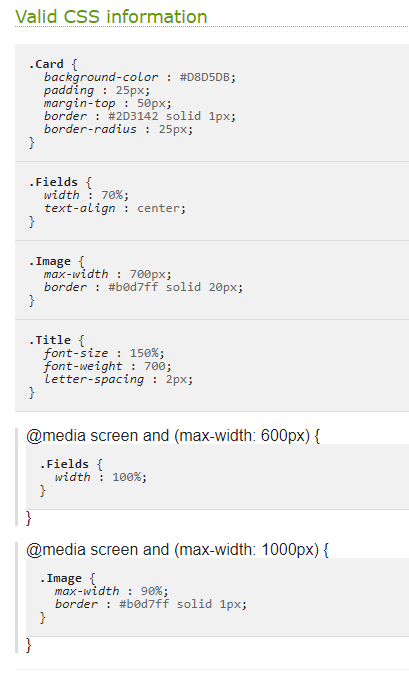 Valid CSS information
.Card {
background-color : #D8D5DB;
padding : 25px;
margin-top : 50px;
border : #2D3142 solid 1px;
border-radius : 25px;
}
.Fields {
width : 70%;
text-align : center;
}
.Image {
max-width : 700px;
border : #b0d7ff solid 20px;
}
.Title {
font-size : 150%;
font-weight : 700;
letter-spacing : 2px;
}
@media screen and (max-width: 600px) {
.Fields {
width : 100%;
}
}
@media screen and (max-width: 1000px) {
.Image {
max-width : 90%;
border : #b0d7ff solid 1px;
}
}